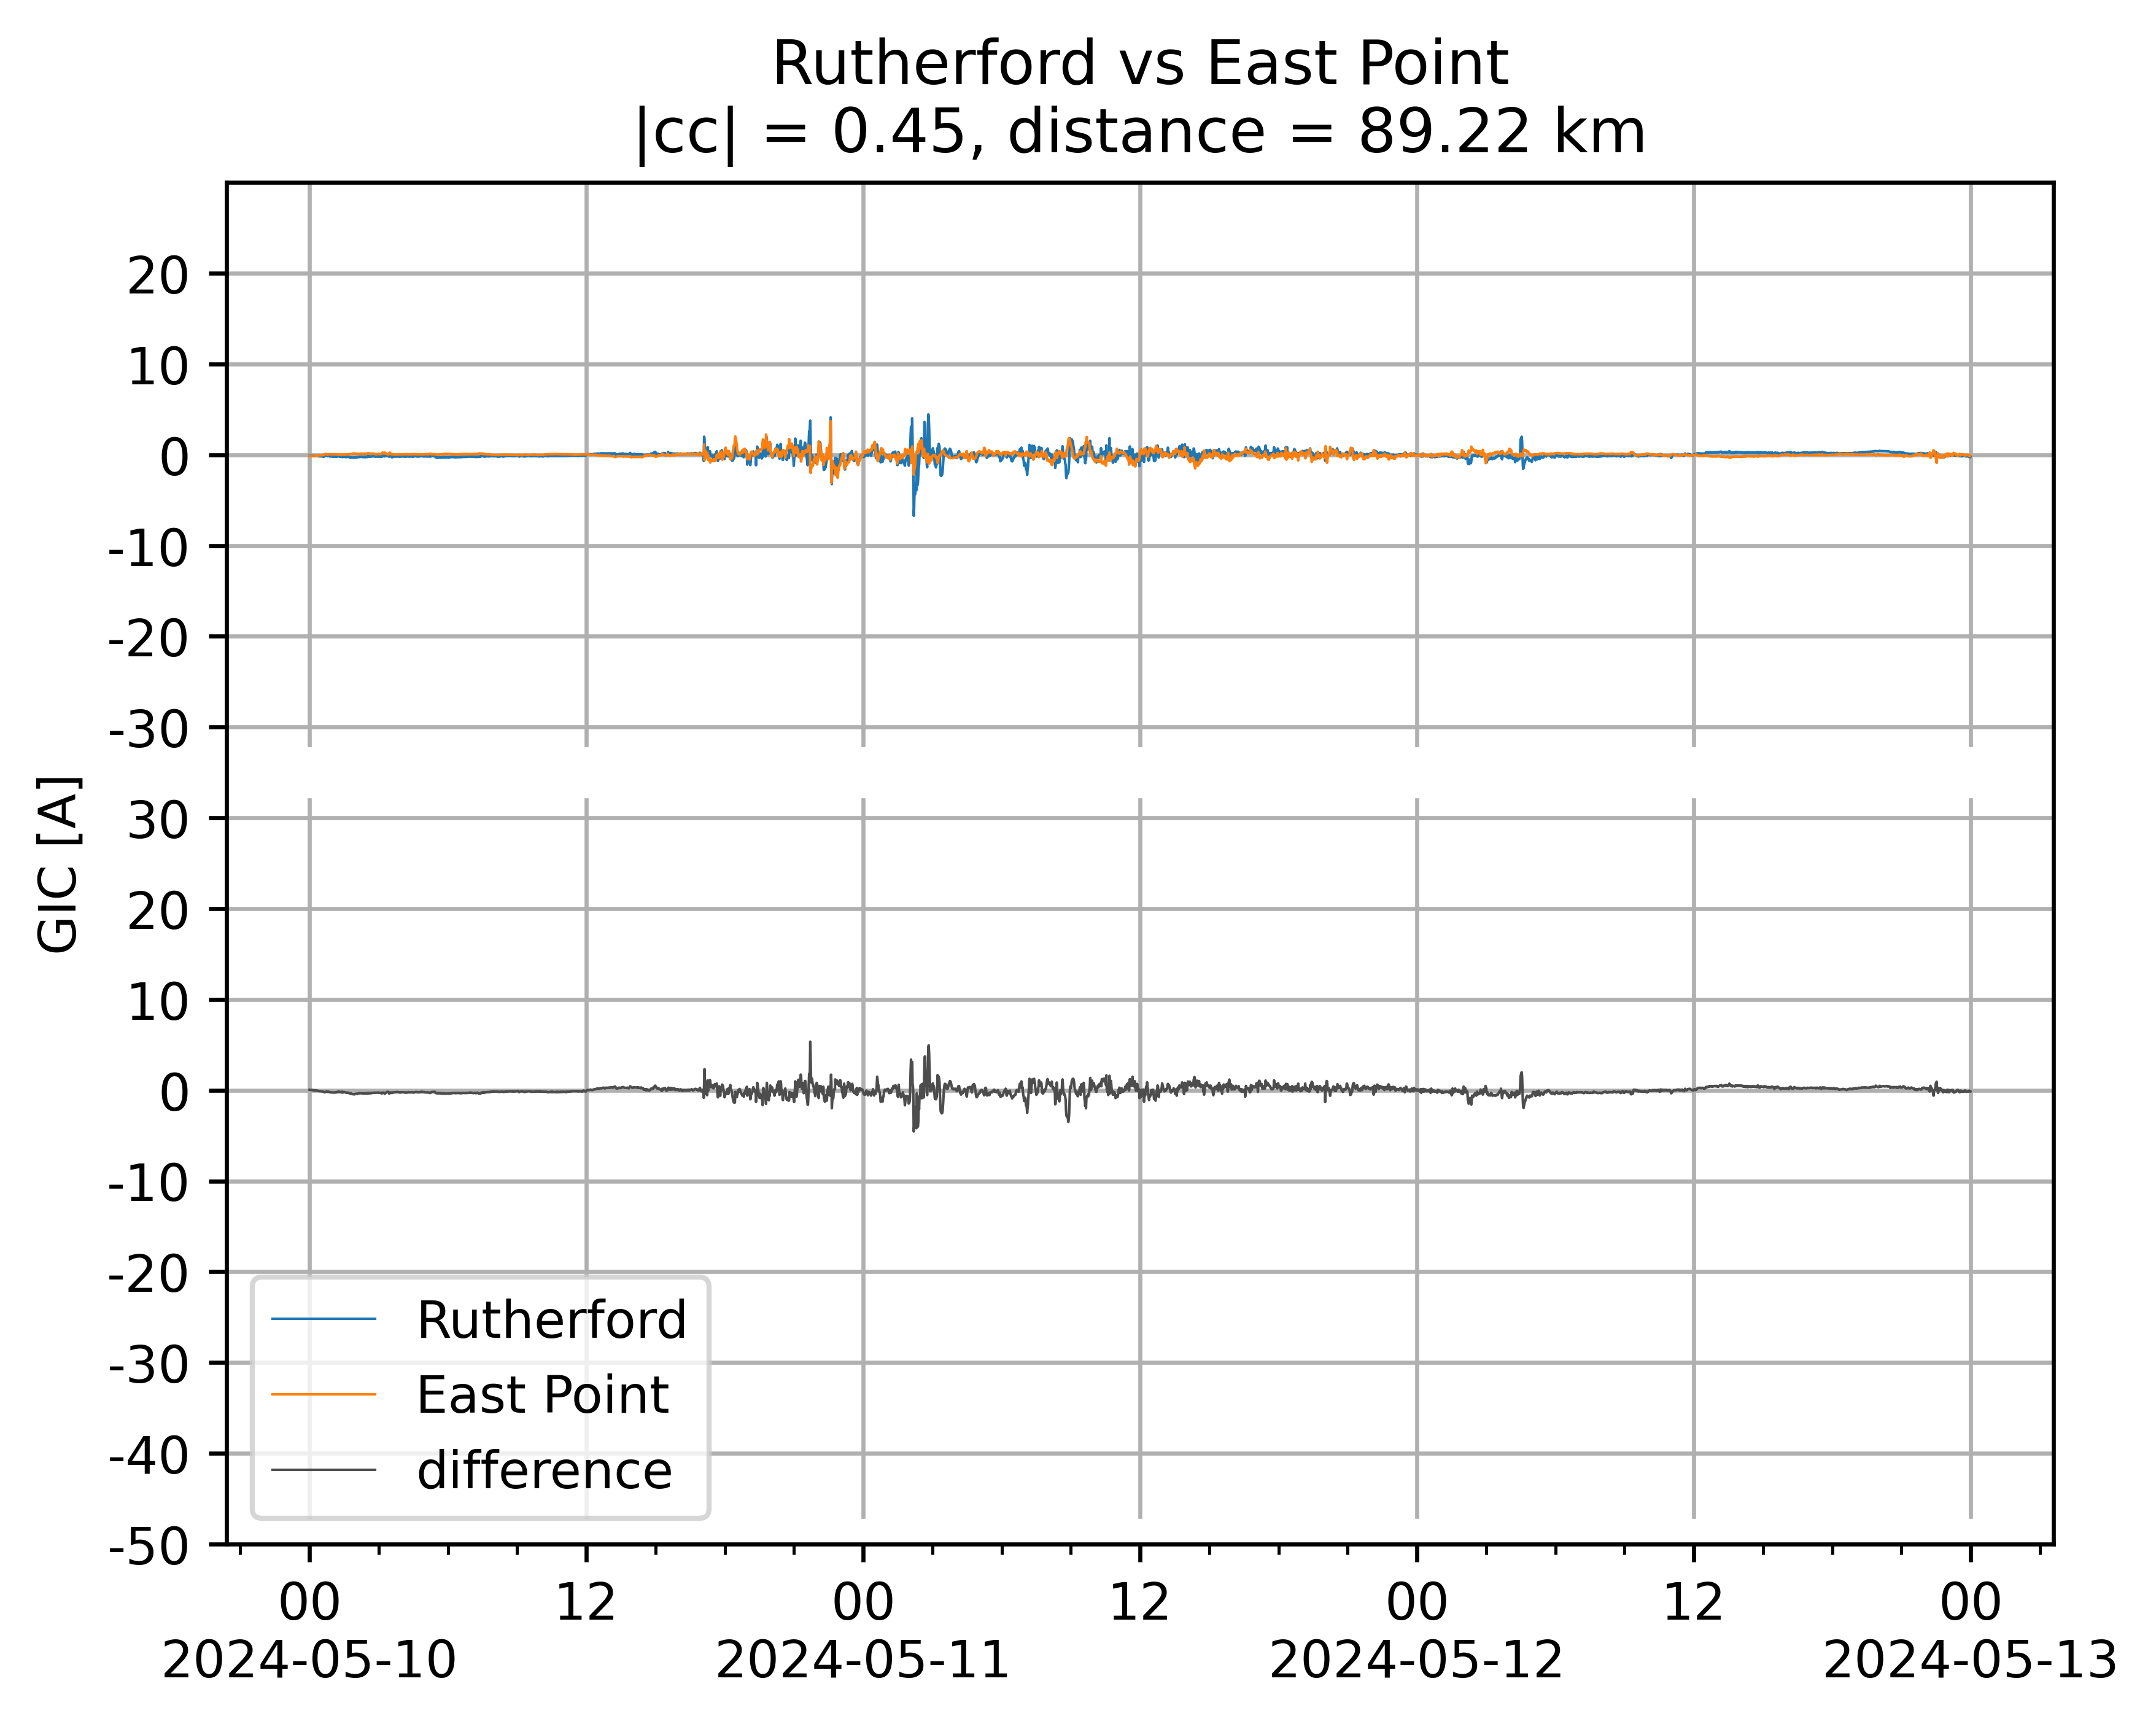 Rutherford vs East Point
|cc| = 0.45, distance = 89.22 km
GIC [A]
20
10
0
-10
-20
-30
30
20
10
0
-10
-20
-30
-40
-50
Rutherford
East Point
difference
00 12 00 12 00 12 00
2024-05-10 2024-05-11 2024-05-12 2024-05-13